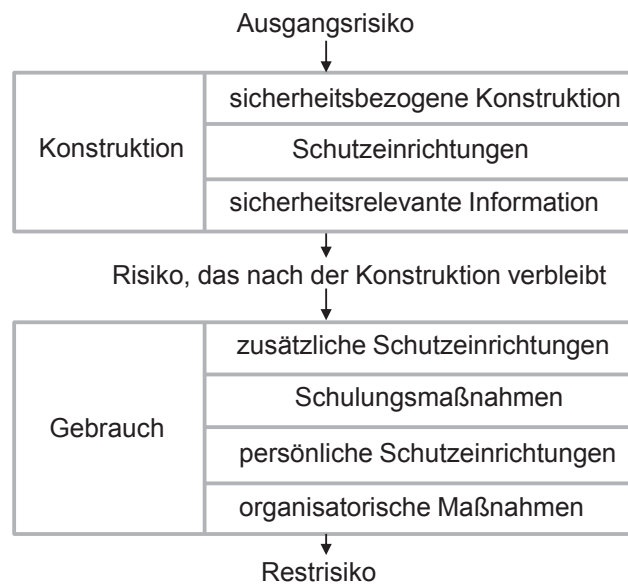 Ausgangsrisiko
Konstruktion
sicherheitsbezogene Konstruktion
Schutzeinrichtungen
sicherheitsrelevante Information
Risiko, das nach der Konstruktion verbleibt
Gebrauch
zusätzliche Schutzeinrichtungen
Schulungsmaßnahmen
persönliche Schutzeinrichtungen
organisatorische Maßnahmen
Restrisiko